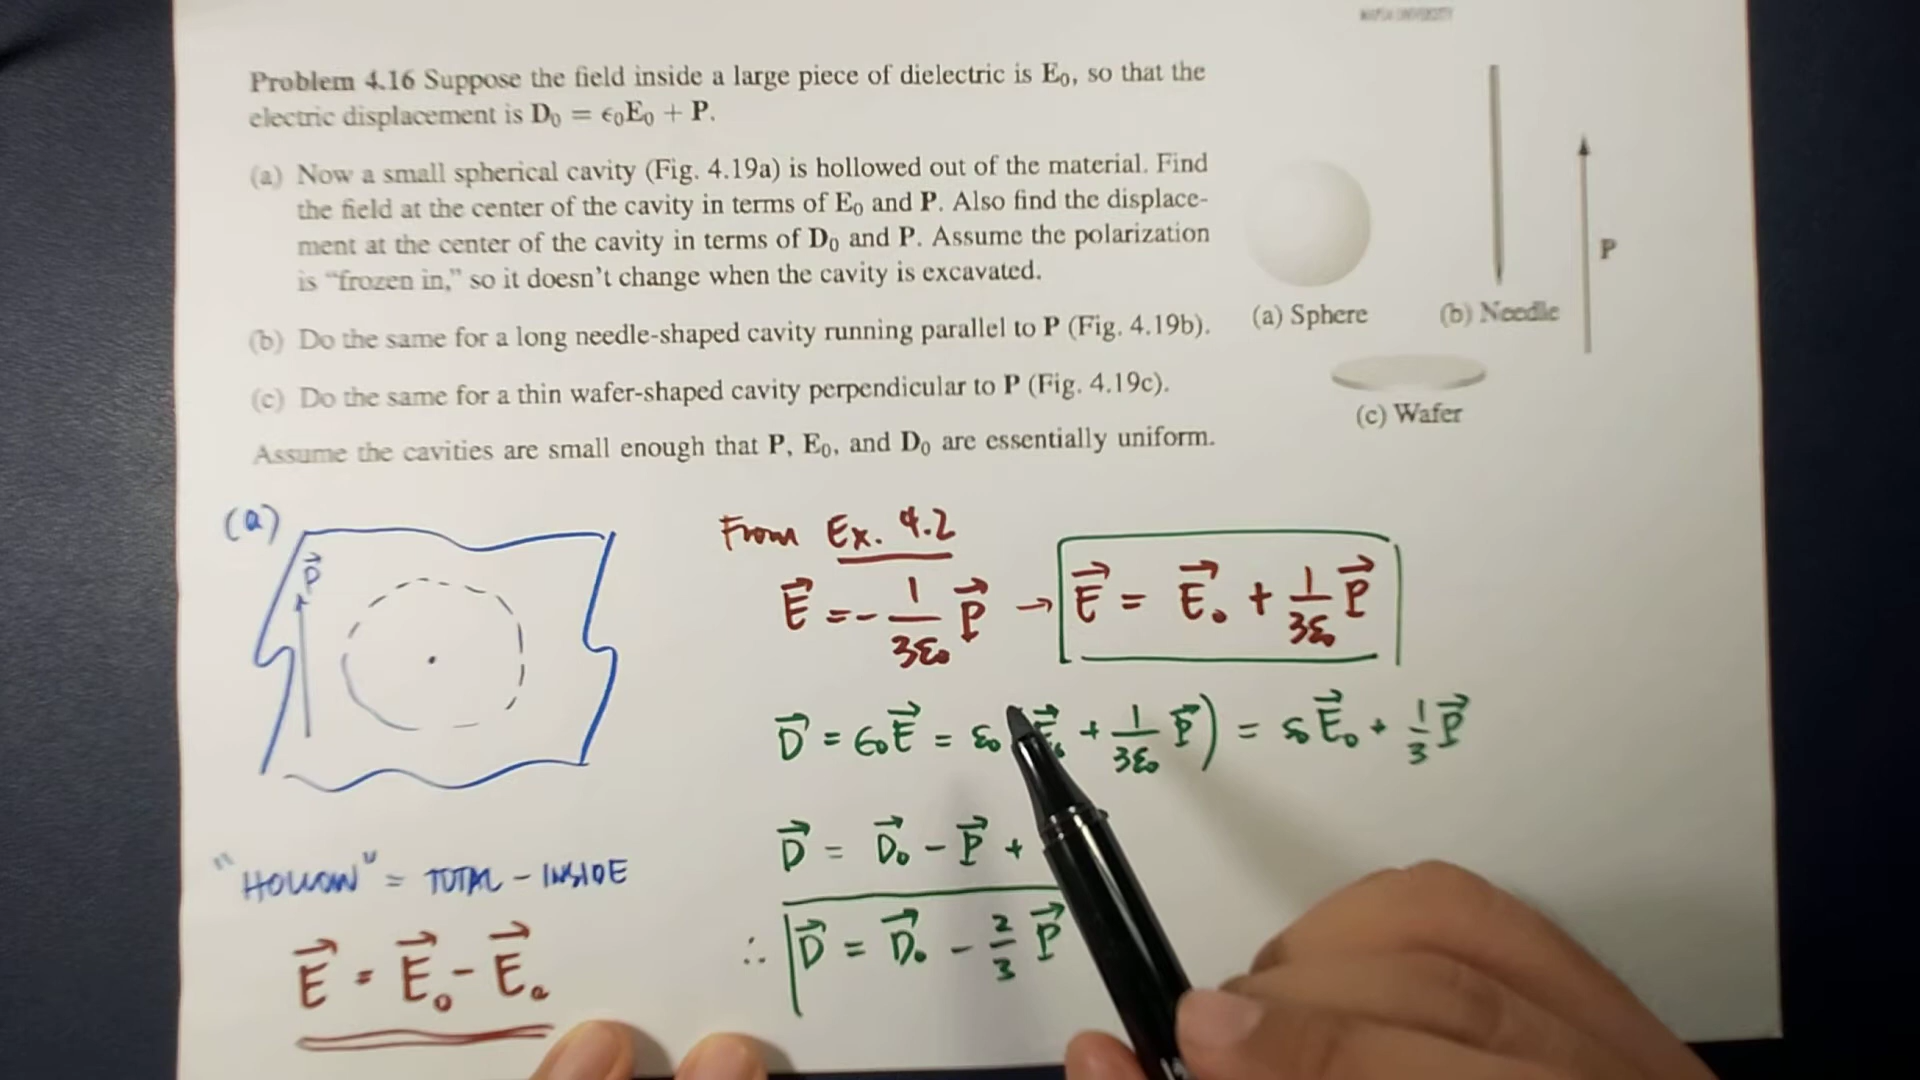 Problem 4.16 Suppose the field inside a large piece of dielectric is E₀, so that the
electric displacement is D₀ = ϵ₀E₀ + P.
(a) Now a small spherical cavity (Fig. 4.19a) is hollowed out of the material. Find
the field at the center of the cavity in terms of E₀ and P. Also find the displace-
ment at the center of the cavity in terms of D₀ and P. Assume the polarization
is “frozen in,” so it doesn’t change when the cavity is excavated.
(b) Do the same for a long needle-shaped cavity running parallel to P (Fig. 4.19b).
(c) Do the same for a thin wafer-shaped cavity perpendicular to P (Fig. 4.19c).
Assume the cavities are small enough that P, E₀, and D₀ are essentially uniform.
P
(a) Sphere
(b) Needle
(c) Wafer
(a)
P⃗
"HOLLOW" = TOTAL - INSIDE
E⃗ = E⃗₀ - E⃗ₐ
From Ex. 4.2
E⃗ = - 1/3ε₀ P⃗ → E⃗ = E⃗₀ + 1/3ε₀ P⃗
D⃗ = ϵ₀E⃗ = ε₀ E⃗₀ + 1/3ε₀ P⃗) = ε₀E⃗₀ + 1/3 P⃗
D⃗ = D⃗₀ - P⃗ +
∴ D⃗ = D⃗₀ - 2/3 P⃗